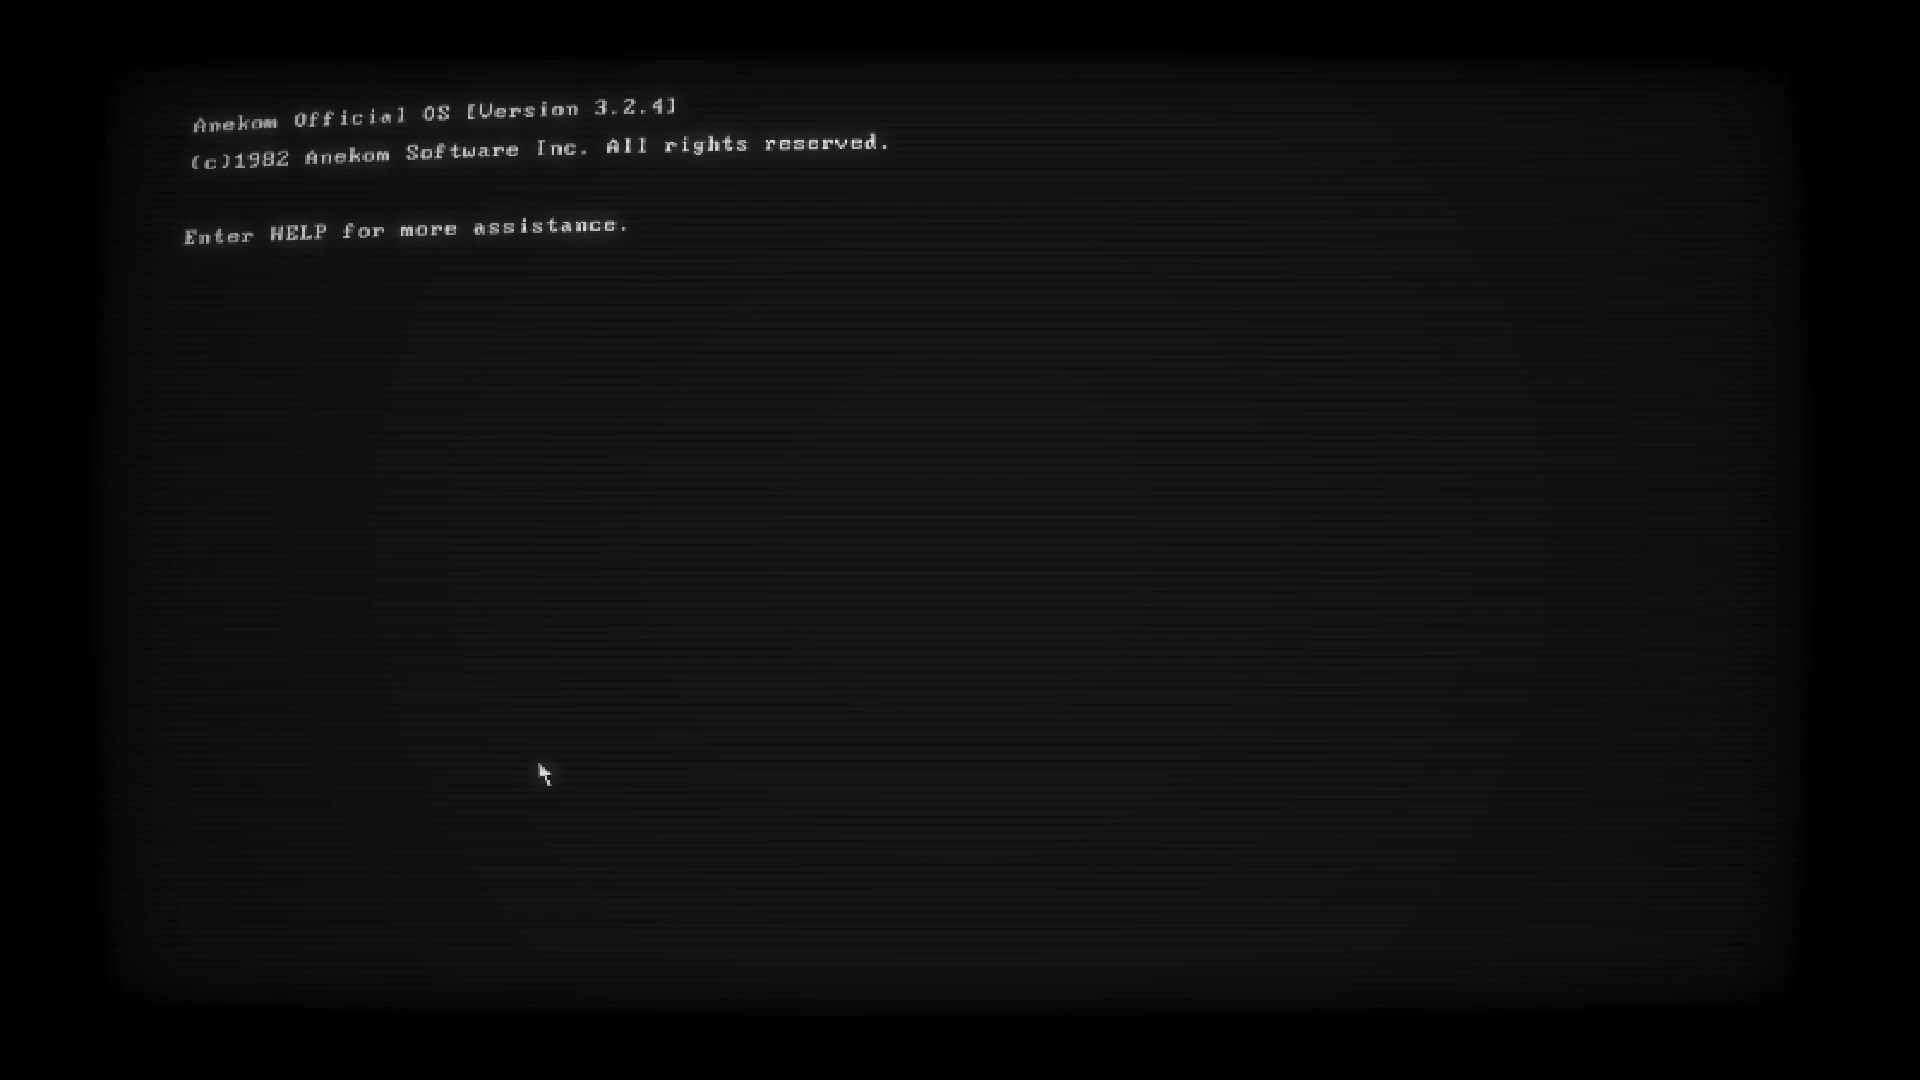 Anekom Official OS [Version 3.2.4]
(c)1982 Anekom Software Inc. All rights reserved.
Enter HELP for more assistance.